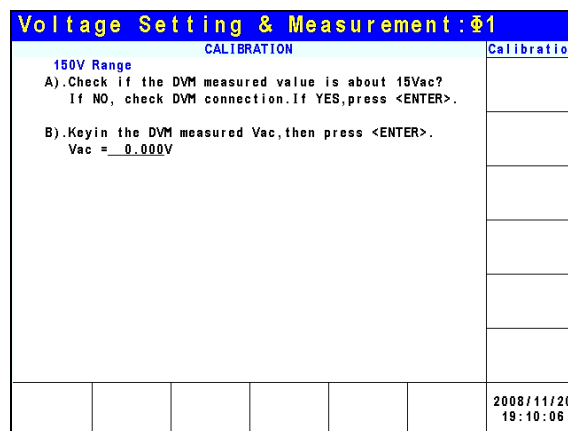 Voltage Setting & Measurement:Φ1
CALIBRATION
Calibratio
150V Range
A).Check if the DVM measured value is about 15Vac?
If NO, check DVM connection.If YES,press <ENTER>.
B).Keyin the DVM measured Vac,then press <ENTER>.
Vac = 0.000V
2008/11/20
19:10:06